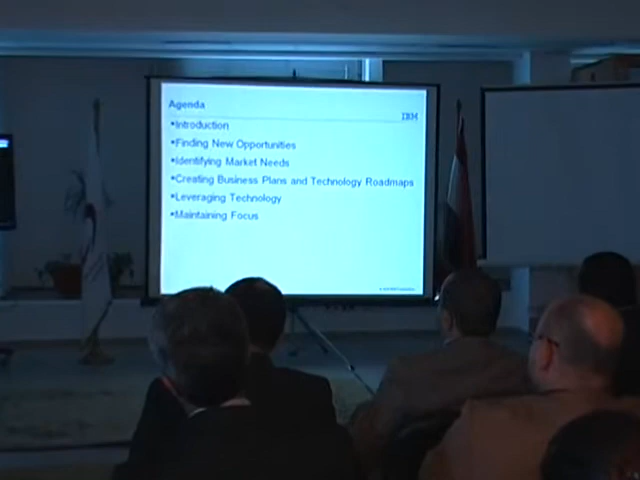 Agenda
IBM
•Introduction
•Finding New Opportunities
•Identifying Market Needs
•Creating Business Plans and Technology Roadmaps
•Leveraging Technology
•Maintaining Focus